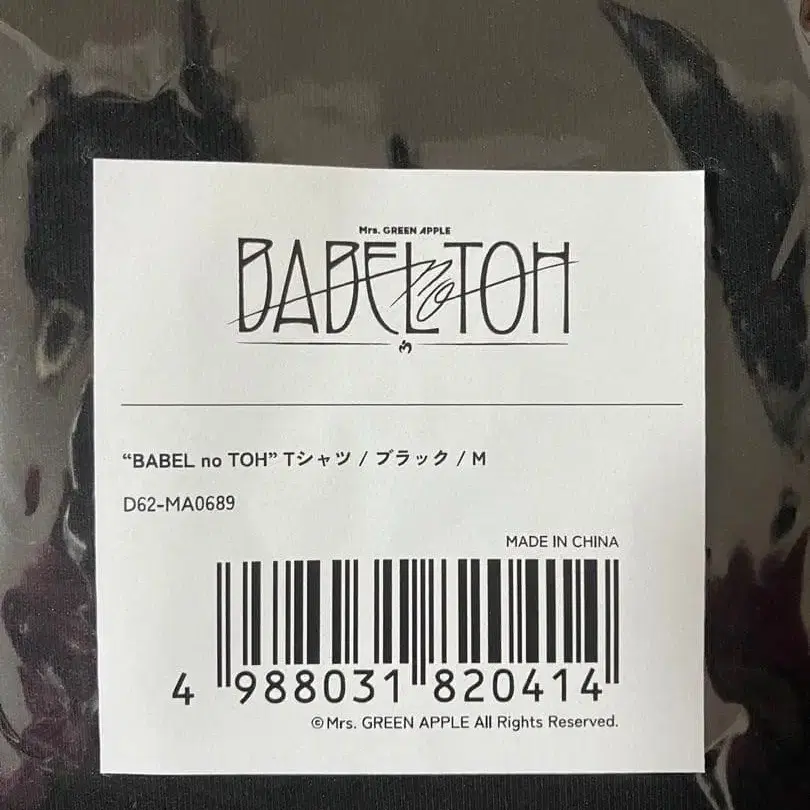 Mrs. GREEN APPLE
BABEL no TOH
“BABEL no TOH” Tシャツ / ブラック / M
D62-MA0689
MADE IN CHINA
4 988031 820414
©Mrs. GREEN APPLE All Rights Reserved.